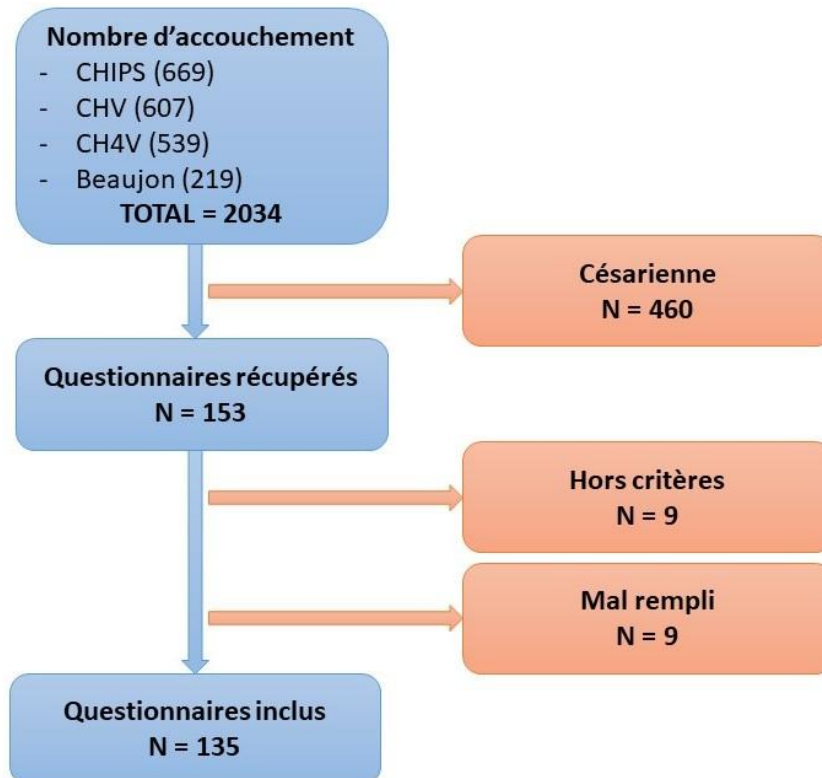 Nombre d’accouchement
- CHIPS (669)
- CHV (607)
- CH4V (539)
- Beaujon (219)
TOTAL = 2034
Césarienne
N = 460
Questionnaires récupérés
N = 153
Hors critères
N = 9
Mal rempli
N = 9
Questionnaires inclus
N = 135